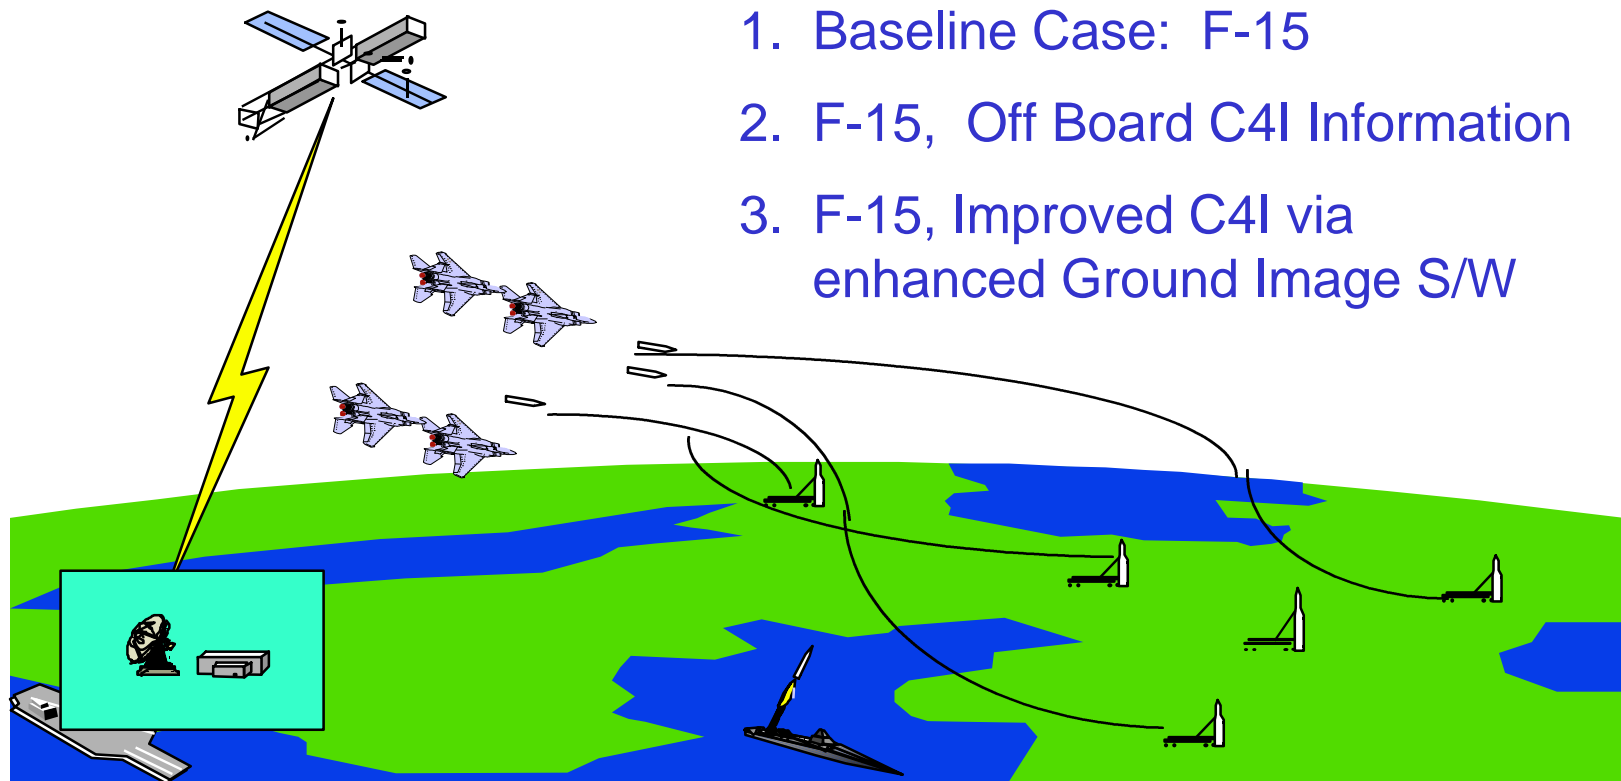 1. Baseline Case: F-15
2. F-15, Off Board C4I Information
3. F-15, Improved C4I via
enhanced Ground Image S/W